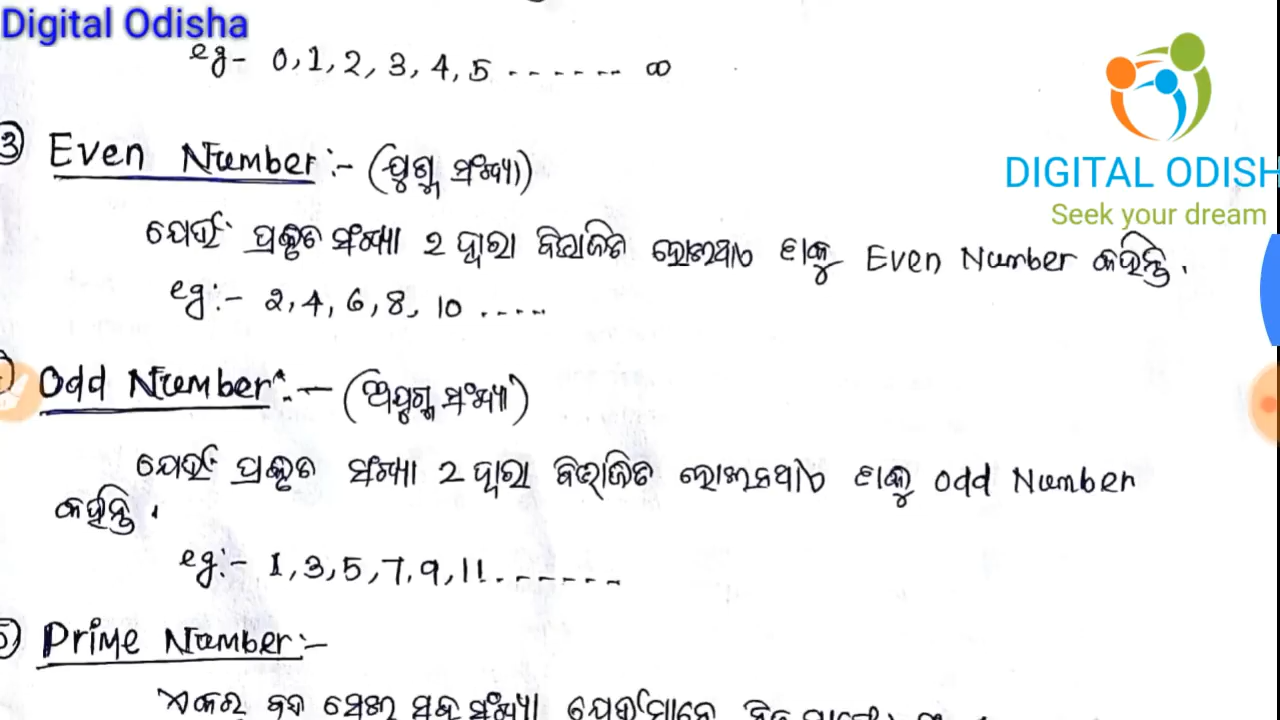 Digital Odisha
eg- 0, 1, 2, 3, 4, 5 ------- ∞
DIGITAL ODISH
Seek your dream
③ Even Number :- (ଯୁଗ୍ମ ସଂଖ୍ୟା)
ଯେଉଁ ପ୍ରାକୃତ ସଂଖ୍ୟା 2 ଦ୍ୱାରା ବିଭାଜିତ ହୋଇଥାଏ ତାକୁ Even Number କହନ୍ତି.
eg:- 2, 4, 6, 8, 10 .....
Odd Number :- (ଅଯୁଗ୍ମ ସଂଖ୍ୟା)
ଯେଉଁ ପ୍ରାକୃତ ସଂଖ୍ୟା 2 ଦ୍ୱାରା ବିଭାଜିତ ହୋଇନଥାଏ ତାକୁ odd Number
କହନ୍ତି.
eg:- 1, 3, 5, 7, 9, 11. ------
⑤ Prime Number :-